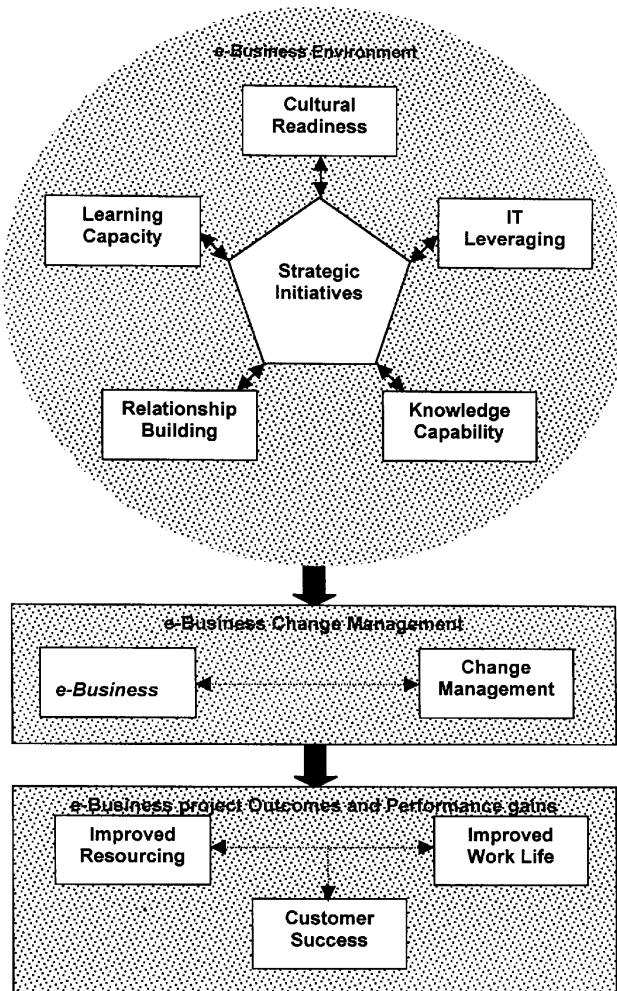 e-Business Environment
Cultural
Readiness
Learning
Capacity
IT
Leveraging
Strategic
Initiatives
Relationship
Building
Knowledge
Capability
e-Business Change Management
e-Business
Change
Management
e-Business project Outcomes and Performance gains
Improved
Resourcing
Improved
Work Life
Customer
Success